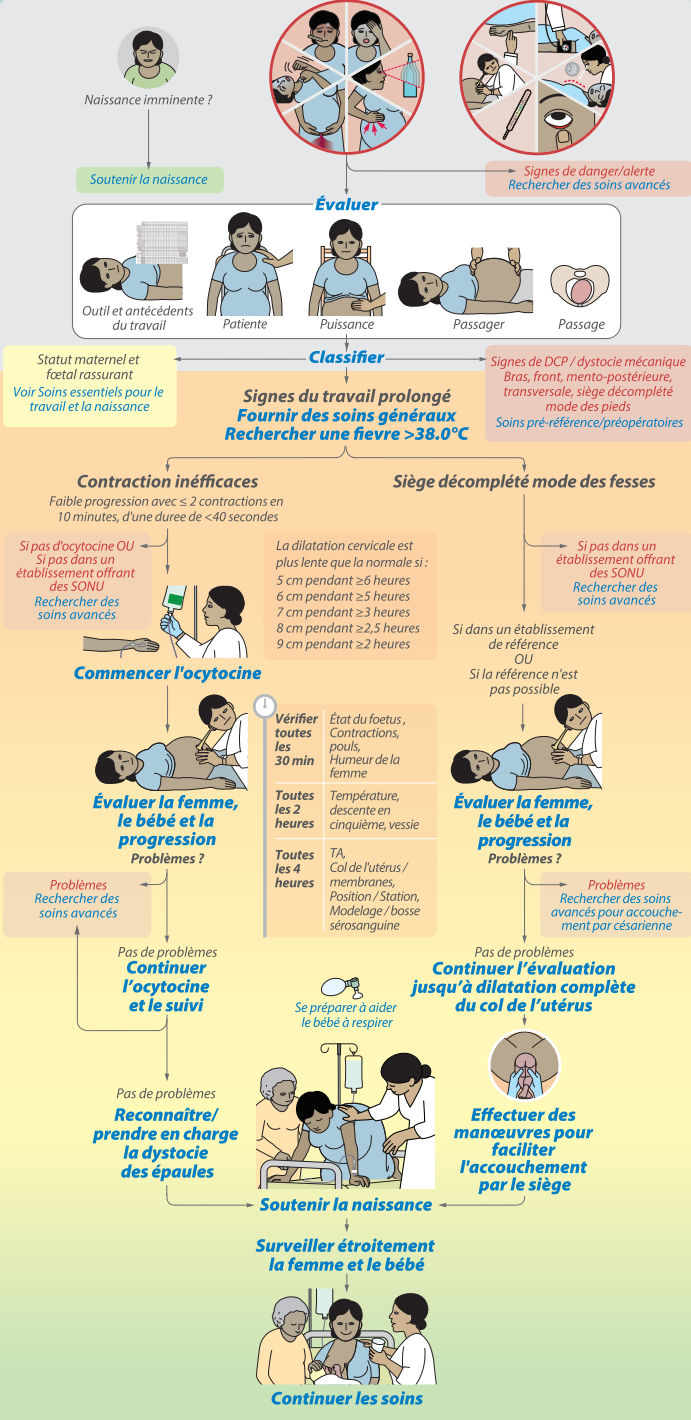 Naissance imminente ?
Soutenir la naissance
Signes de danger/alerte
Rechercher des soins avancés
Évaluer
Outil et antécédents
du travail
Patiente
Puissance
Passager
Passage
Statut maternel et
fœtal rassurant
Voir Soins essentiels pour le
travail et la naissance
Classifier
Signes de DCP / dystocie mécanique
Bras, front, mento-postérieure,
transversale, siège décomplété
mode des pieds
Soins pré-référence/préopératoires
Signes du travail prolongé
Fournir des soins généraux
Rechercher une fievre >38.0°C
Contraction inéfficaces
Faible progression avec ≤ 2 contractions en
10 minutes, d'une duree de <40 secondes
Siège décomplété mode des fesses
Si pas d'ocytocine OU
Si pas dans un
établissement offrant
des SONU
Rechercher des
soins avancés
La dilatation cervicale est
plus lente que la normale si :
5 cm pendant ≥6 heures
6 cm pendant ≥5 heures
7 cm pendant ≥3 heures
8 cm pendant ≥2,5 heures
9 cm pendant ≥2 heures
Si pas dans un
établissement offrant
des SONU
Rechercher des
soins avancés
Si dans un établissement
de référence
OU
Si la référence n'est
pas possible
Commencer l'ocytocine
Vérifier
toutes
les
30 min
État du foetus ,
Contractions,
pouls,
Humeur de la
femme
Toutes
les 2
heures
Température,
descente en
cinquième, vessie
Toutes
les 4
heures
TA,
Col de l'utérus /
membranes,
Position / Station,
Modelage / bosse
sérosanguine
Évaluer la femme,
le bébé et la
progression
Problèmes ?
Évaluer la femme,
le bébé et la
progression
Problèmes ?
Problèmes
Rechercher des
soins avancés
Problèmes
Rechercher des soins
avancés pour accouche-
ment par césarienne
Pas de problèmes
Continuer
l'ocytocine
et le suivi
Pas de problèmes
Continuer l'évaluation
jusqu'à dilatation complète
du col de l'utérus
Se préparer à aider
le bébé à respirer
Pas de problèmes
Reconnaître/
prendre en charge
la dystocie
des épaules
Effectuer des
manœuvres pour
faciliter
l'accouchement
par le siège
Soutenir la naissance
Surveiller étroitement
la femme et le bébé
Continuer les soins